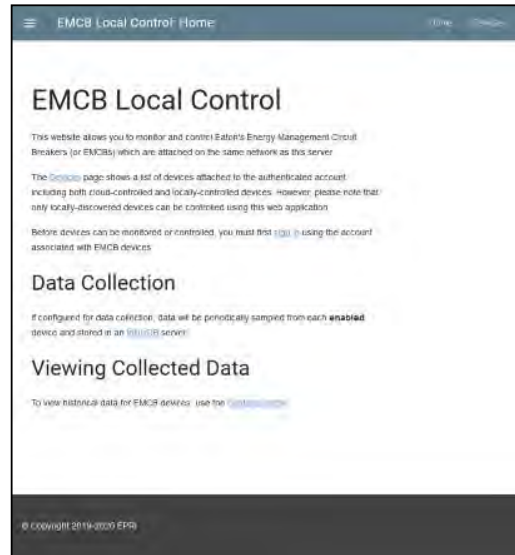 EMCB Local Control: Home
Home Devices
EMCB Local Control
This website allows you to monitor and control Eaton's Energy Management Circuit
Breakers (or EMCBs) which are attached on the same network as this server
The Devices page shows a list of devices attached to the authenticated account
including both cloud-controlled and locally-controlled devices. However, please note that
only locally-discovered devices can be controlled using this web application
Before devices can be monitored or controlled, you must first sign in using the account
associated with EMCB devices
Data Collection
If configured for data collection, data will be periodically sampled from each enabled
device and stored in an InfluxDB server
Viewing Collected Data
To view historical data for EMCB devices, use the
© Copyright 2019-2020 EPRI